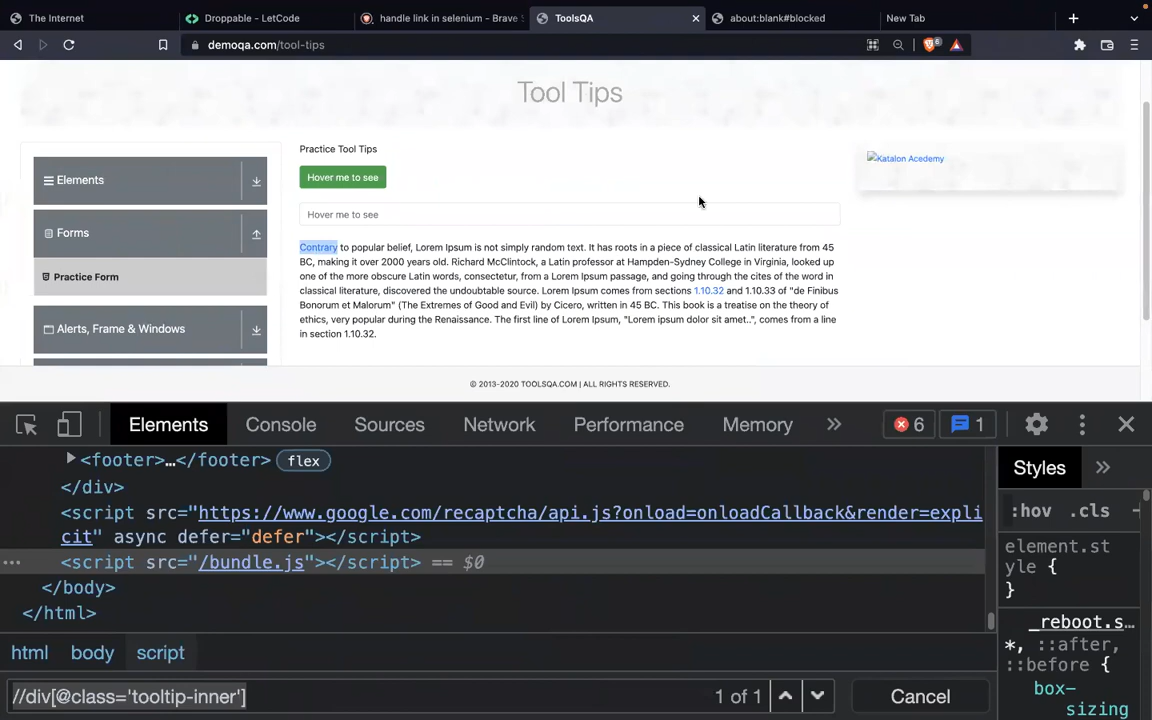 The Internet
Droppable - LetCode
handle link in selenium - Brave
ToolsQA
about:blank#blocked
New Tab
demoqa.com/tool-tips
6
Tool Tips
Practice Tool Tips
Katalon Acedemy
Elements
Hover me to see
Hover me to see
Forms
Contrary to popular belief, Lorem Ipsum is not simply random text. It has roots in a piece of classical Latin literature from 45
BC, making it over 2000 years old. Richard McClintock, a Latin professor at Hampden-Sydney College in Virginia, looked up
one of the more obscure Latin words, consectetur, from a Lorem Ipsum passage, and going through the cites of the word in
classical literature, discovered the undoubtable source. Lorem Ipsum comes from sections 1.10.32 and 1.10.33 of "de Finibus
Bonorum et Malorum" (The Extremes of Good and Evil) by Cicero, written in 45 BC. This book is a treatise on the theory of
ethics, very popular during the Renaissance. The first line of Lorem Ipsum, "Lorem ipsum dolor sit amet..", comes from a line
in section 1.10.32.
Practice Form
Alerts, Frame & Windows
© 2013-2020 TOOLSQA.COM | ALL RIGHTS RESERVED.
Elements Console Sources Network Performance Memory » 6 1
<footer>…</footer> flex
</div>
<script src="https://www.google.com/recaptcha/api.js?onload=onloadCallback&render=expli
cit" async defer="defer"></script>
<script src="/bundle.js"></script> == $0
</body>
</html>
Styles »
:hov .cls
element.st
yle {
}
_reboot.s…
*, ::after,
::before {
box-
sizing
html body script
//div[@class='tooltip-inner']
1 of 1
Cancel